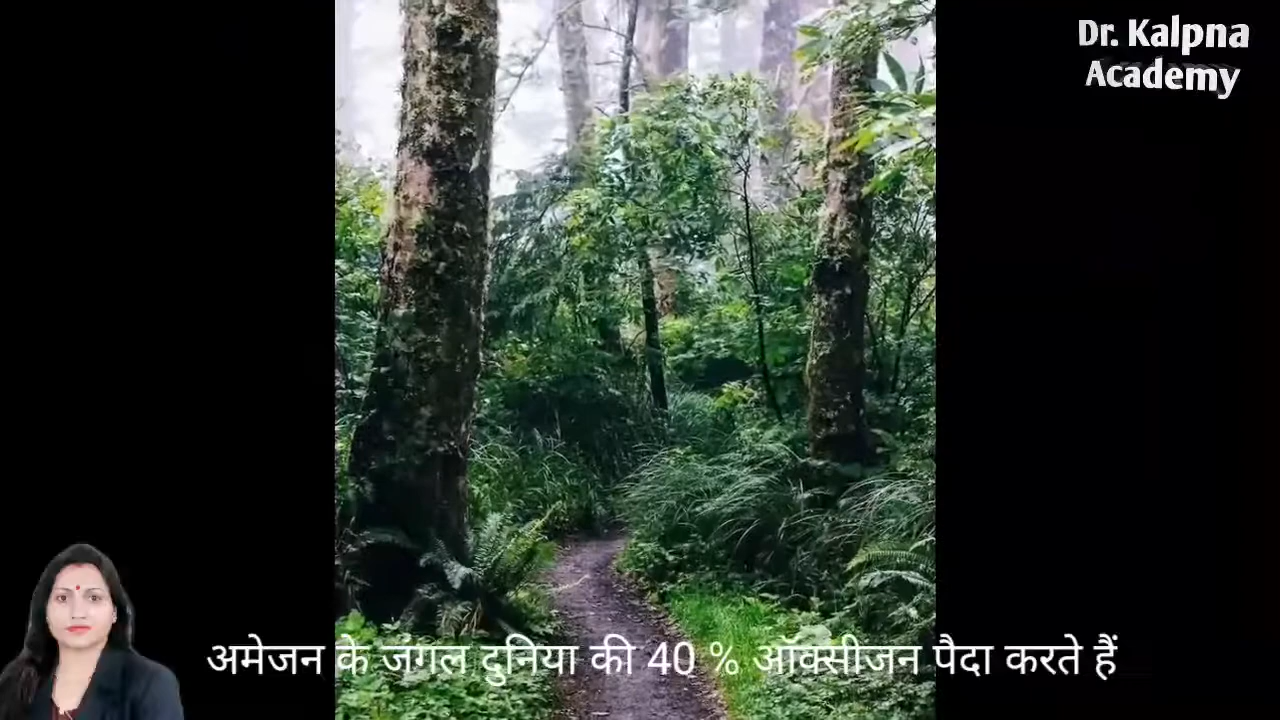 Dr. Kalpna
Academy
अमेजन के जंगल दुनिया की 40 % ऑक्सीजन पैदा करते हैं